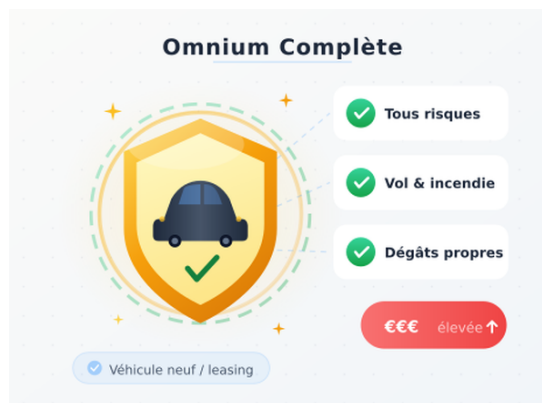 Omnium Complète
Tous risques
Vol & incendie
Dégâts propres
€€€ élevée↑
Véhicule neuf / leasing